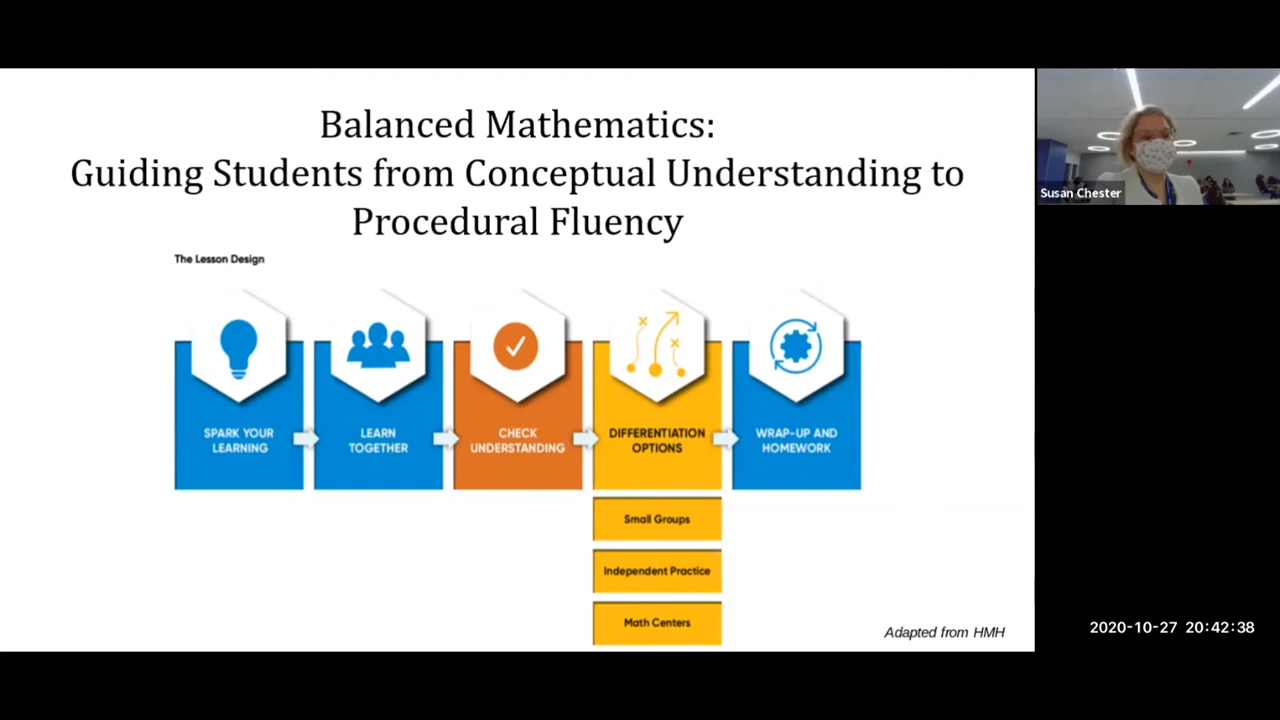 Balanced Mathematics:
Guiding Students from Conceptual Understanding to
Procedural Fluency
The Lesson Design
SPARK YOUR
LEARNING
LEARN
TOGETHER
CHECK
UNDERSTANDING
DIFFERENTIATION
OPTIONS
WRAP-UP AND
HOMEWORK
Small Groups
Independent Practice
Math Centers
Adapted from HMH
Susan Chester
2020-10-27 20:42:38